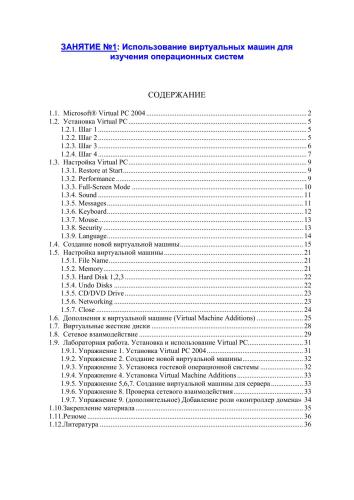 ЗАНЯТИЕ №1: Использование виртуальных машин для
изучения операционных систем
СОДЕРЖАНИЕ
1.1. Microsoft® Virtual PC 2004 ... 2
1.2. Установка Virtual PC ... 5
1.2.1. Шаг 1 ... 5
1.2.2. Шаг 2 ... 5
1.2.3. Шаг 3 ... 6
1.2.4. Шаг 4 ... 7
1.3. Настройка Virtual PC ... 9
1.3.1. Restore at Start ... 9
1.3.2. Performance ... 9
1.3.3. Full-Screen Mode ... 10
1.3.4. Sound ... 11
1.3.5. Messages ... 11
1.3.6. Keyboard ... 12
1.3.7. Mouse ... 13
1.3.8. Security ... 13
1.3.9. Language ... 14
1.4. Создание новой виртуальной машины ... 15
1.5. Настройка виртуальной машины ... 21
1.5.1. File Name ... 21
1.5.2. Memory ... 21
1.5.3. Hard Disk 1,2,3 ... 22
1.5.4. Undo Disks ... 22
1.5.5. CD/DVD Drive ... 23
1.5.6. Networking ... 23
1.5.7. Close ... 24
1.6. Дополнения к виртуальной машине (Virtual Machine Additions) ... 25
1.7. Виртуальные жесткие диски ... 28
1.8. Сетевое взаимодействие ... 29
1.9. Лабораторная работа. Установка и использование Virtual PC ... 31
1.9.1. Упражнение 1. Установка Virtual PC 2004 ... 31
1.9.2. Упражнение 2. Создание новой виртуальной машины ... 32
1.9.3. Упражнение 3. Установка гостевой операционной системы ... 32
1.9.4. Упражнение 4. Установка Virtual Machine Additions ... 33
1.9.5. Упражнение 5,6,7. Создание виртуальной машины для сервера ... 33
1.9.6. Упражнение 8. Проверка сетевого взаимодействия ... 33
1.9.7. Упражнение 9. (дополнительное) Добавление роли «контроллер домена» 34
1.10.Закрепление материала ... 35
1.11.Резюме ... 36
1.12.Литература ... 36